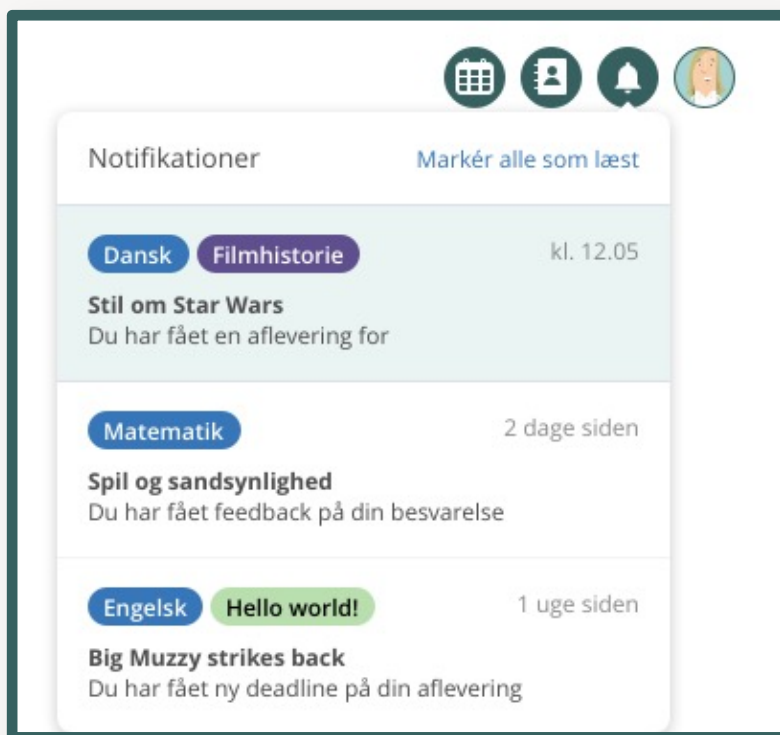 Notifikationer
Markér alle som læst
Dansk Filmhistorie kl. 12.05
Stil om Star Wars
Du har fået en aflevering for
Matematik 2 dage siden
Spil og sandsynlighed
Du har fået feedback på din besvarelse
Engelsk Hello world! 1 uge siden
Big Muzzy strikes back
Du har fået ny deadline på din aflevering